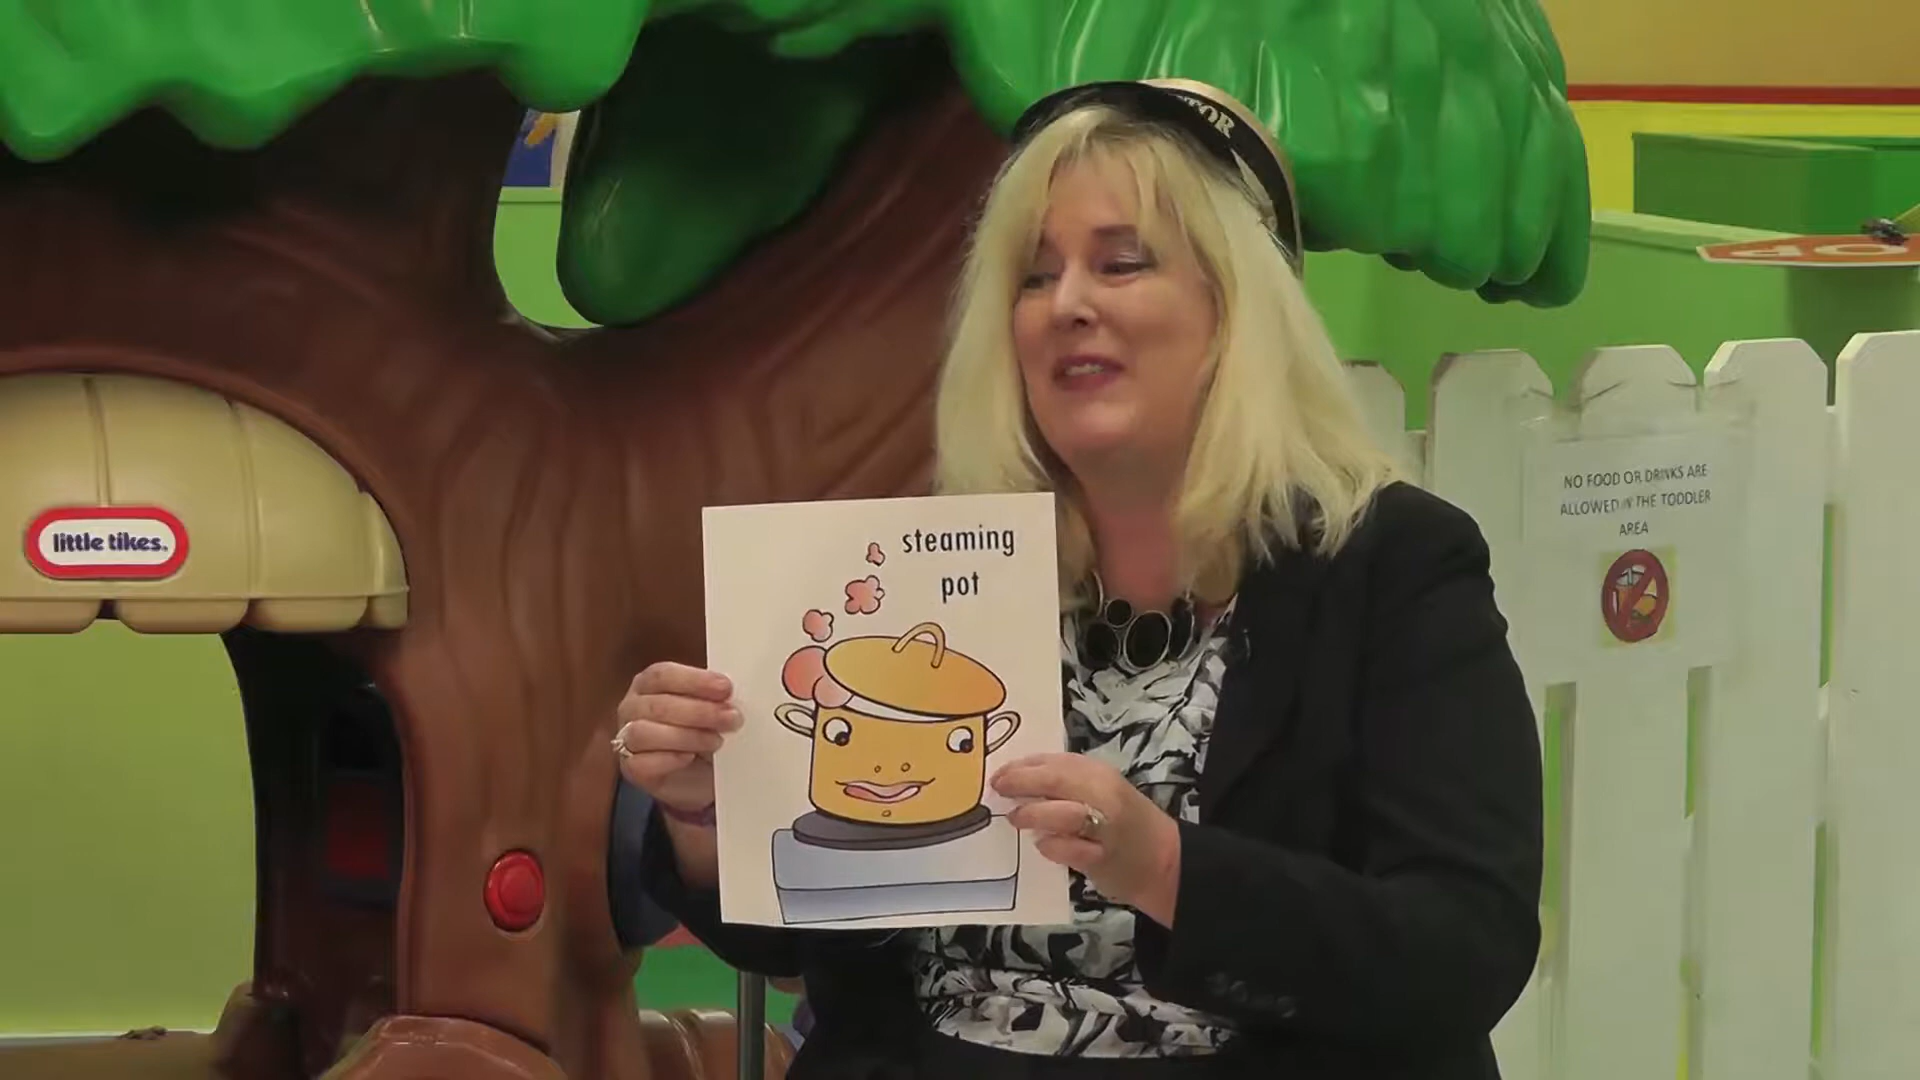 steaming
pot
little tikes.
NO FOOD OR DRINKS ARE
ALLOWED IN THE TODDLER
AREA